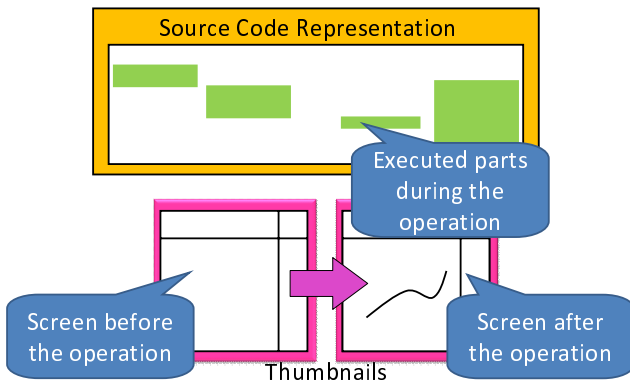 Source Code Representation
Executed parts
during the
operation
Screen before
the operation
Screen after
the operation
Thumbnails